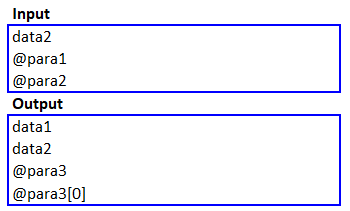 Input
data2
@para1
@para2
Output
data1
data2
@para3
@para3[0]